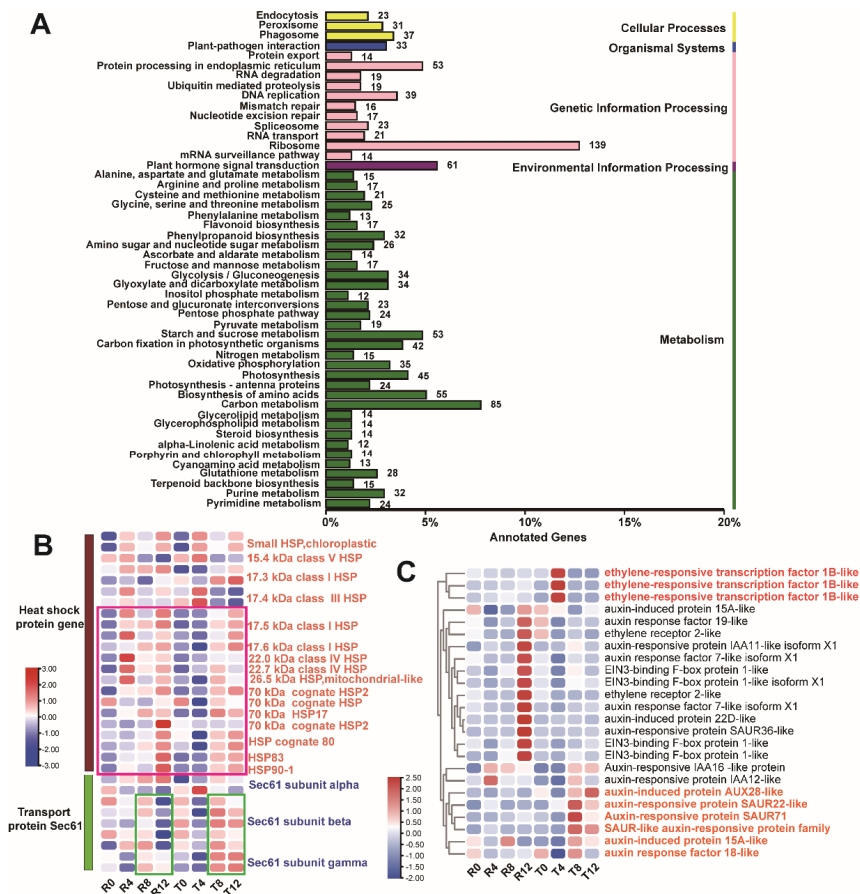 A
Endocytosis 23
Peroxisome 31
Phagosome 37
Cellular Processes
Plant-pathogen interaction 33
Organismal Systems
Protein export 14
Protein processing in endoplasmic reticulum 53
RNA degradation 19
Ubiquitin mediated proteolysis 19
DNA replication 39
Mismatch repair 16
Nucleotide excision repair 17
Spliceosome 23
RNA transport 21
Ribosome 139
mRNA surveillance pathway 14
Genetic Information Processing
Plant hormone signal transduction 61
Environmental Information Processing
Alanine, aspartate and glutamate metabolism 15
Arginine and proline metabolism 17
Cysteine and methionine metabolism 21
Glycine, serine and threonine metabolism 25
Phenylalanine metabolism 13
Flavonoid biosynthesis 17
Phenylpropanoid biosynthesis 32
Amino sugar and nucleotide sugar metabolism 26
Ascorbate and aldarate metabolism 14
Fructose and mannose metabolism 17
Glycolysis / Gluconeogenesis 34
Glyoxylate and dicarboxylate metabolism 34
Inositol phosphate metabolism 12
Pentose and glucuronate interconversions 23
Pentose phosphate pathway 24
Pyruvate metabolism 19
Starch and sucrose metabolism 53
Carbon fixation in photosynthetic organisms 42
Nitrogen metabolism 15
Oxidative phosphorylation 35
Photosynthesis 45
Photosynthesis - antenna proteins 24
Biosynthesis of amino acids 55
Carbon metabolism 85
Glycerolipid metabolism 14
Glycerophospholipid metabolism 14
Steroid biosynthesis 14
alpha-Linolenic acid metabolism 12
Porphyrin and chlorophyll metabolism 14
Cyanoamino acid metabolism 13
Glutathione metabolism 28
Terpenoid backbone biosynthesis 15
Purine metabolism 32
Pyrimidine metabolism 24
Metabolism
0% 5% 10% 15% 20%
Annotated Genes
B
Heat shock
protein gene
3.00
2.00
1.00
0.00
-1.00
-2.00
-3.00
Transport
protein Sec61
Small HSP,chloroplastic
15.4 kDa class V HSP
17.3 kDa class I HSP
17.4 kDa class III HSP
17.5 kDa class I HSP
17.6 kDa class I HSP
22.0 kDa class IV HSP
22.7 kDa class IV HSP
26.5 kDa HSP,mitochondrial-like
70 kDa cognate HSP2
70 kDa cognate HSP
70 kDa HSP17
70 kDa cognate HSP2
HSP cognate 80
HSP83
HSP90-1
Sec61 subunit alpha
Sec61 subunit beta
Sec61 subunit gamma
R0 R4 R8 R12 T0 T4 T8 T12
C
2.50
2.00
1.50
1.00
0.50
0.00
-0.50
-1.00
-1.50
-2.00
ethylene-responsive transcription factor 1B-like
ethylene-responsive transcription factor 1B-like
ethylene-responsive transcription factor 1B-like
auxin-induced protein 15A-like
auxin response factor 19-like
ethylene receptor 2-like
auxin-responsive protein IAA11-like isoform X1
auxin response factor 7-like isoform X1
EIN3-binding F-box protein 1-like
EIN3-binding F-box protein 1-like isoform X1
ethylene receptor 2-like
auxin response factor 7-like isoform X1
auxin-induced protein 22D-like
auxin-responsive protein SAUR36-like
EIN3-binding F-box protein 1-like
EIN3-binding F-box protein 1-like
Auxin-responsive IAA16 -like protein
auxin-responsive protein IAA12-like
auxin-induced protein AUX28-like
auxin-responsive protein SAUR22-like
Auxin-responsive protein SAUR71
SAUR-like auxin-responsive protein family
auxin-induced protein 15A-like
auxin response factor 18-like
R0 R4 R8 R12 T0 T4 T8 T12